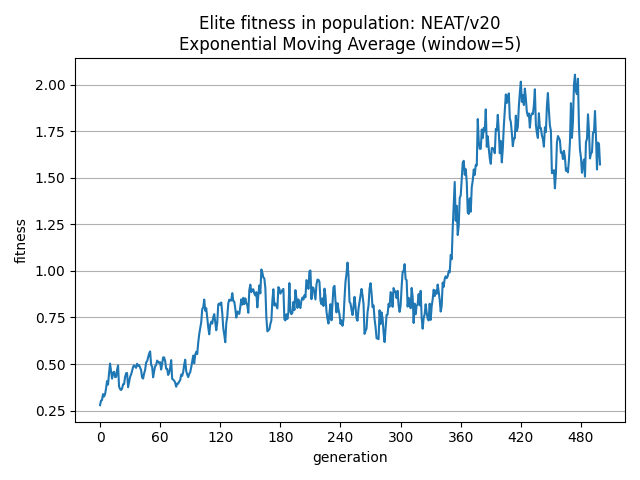 Elite fitness in population: NEAT/v20
Exponential Moving Average (window=5)
2.00
1.75
1.50
1.25
1.00
0.75
0.50
0.25
fitness
0 60 120 180 240 300 360 420 480
generation